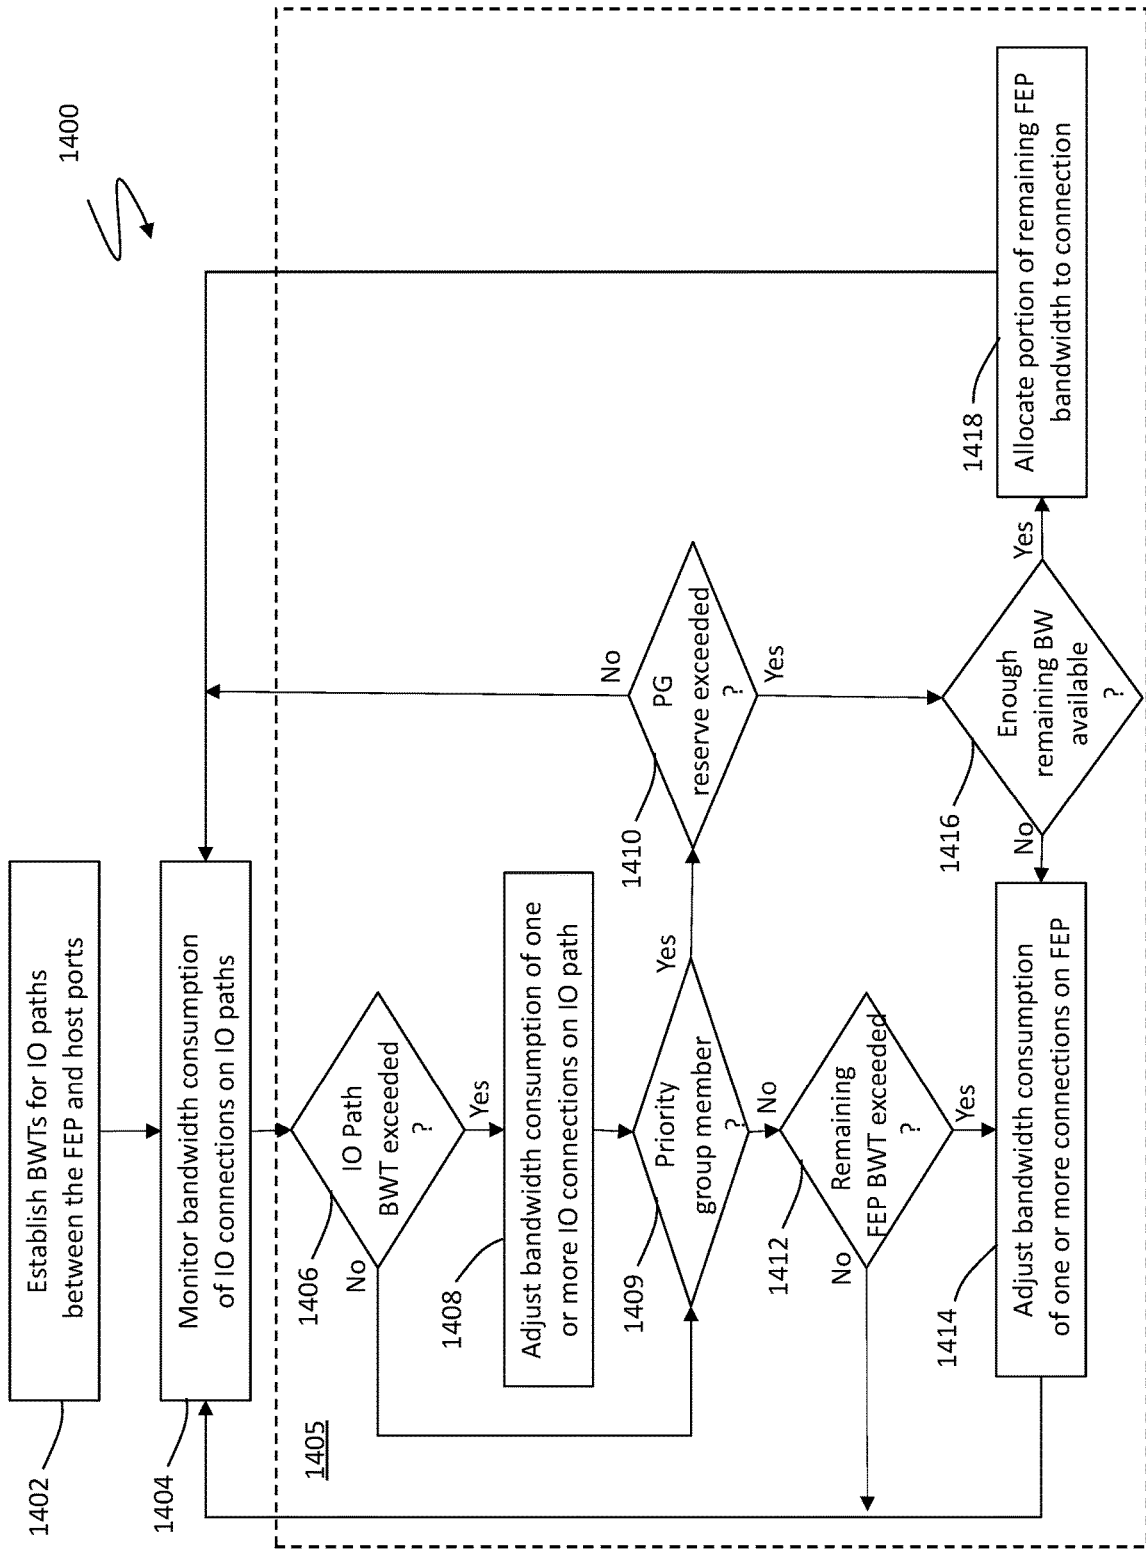 1400
1402
Establish BWTs for IO paths
between the FEP and host ports
1404
Monitor bandwidth consumption
of IO connections on IO paths
1405
1406
IO Path
BWT exceeded
?
No
Yes
1408
Adjust bandwidth consumption of one
or more IO connections on IO path
1409
Priority
group member
?
Yes
No
1410
PG
reserve exceeded
?
No
Yes
1412
Remaining
FEP BWT exceeded
?
No
Yes
1414
Adjust bandwidth consumption
of one or more connections on FEP
1416
Enough
remaining BW
available
?
No
Yes
1418
Allocate portion of remaining FEP
bandwidth to connection